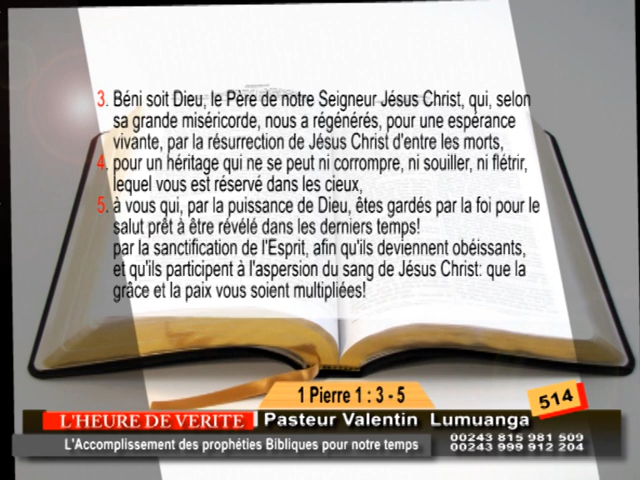 3. Béni soit Dieu, le Père de notre Seigneur Jésus Christ, qui, selon
sa grande miséricorde, nous a régénérés, pour une espérance
vivante, par la résurrection de Jésus Christ d'entre les morts,
4. pour un héritage qui ne se peut ni corrompre, ni souiller, ni flétrir,
lequel vous est réservé dans les cieux,
5. à vous qui, par la puissance de Dieu, êtes gardés par la foi pour le
salut prêt à être révélé dans les derniers temps!
par la sanctification de l'Esprit, afin qu'ils deviennent obéissants,
et qu'ils participent à l'aspersion du sang de Jésus Christ: que la
grâce et la paix vous soient multipliées!
1 Pierre 1 : 3 - 5
514
L'HEURE DE VERITE Pasteur Valentin Lumuanga
L'Accomplissement des prophéties Bibliques pour notre temps
00243 815 981 509
00243 999 912 204